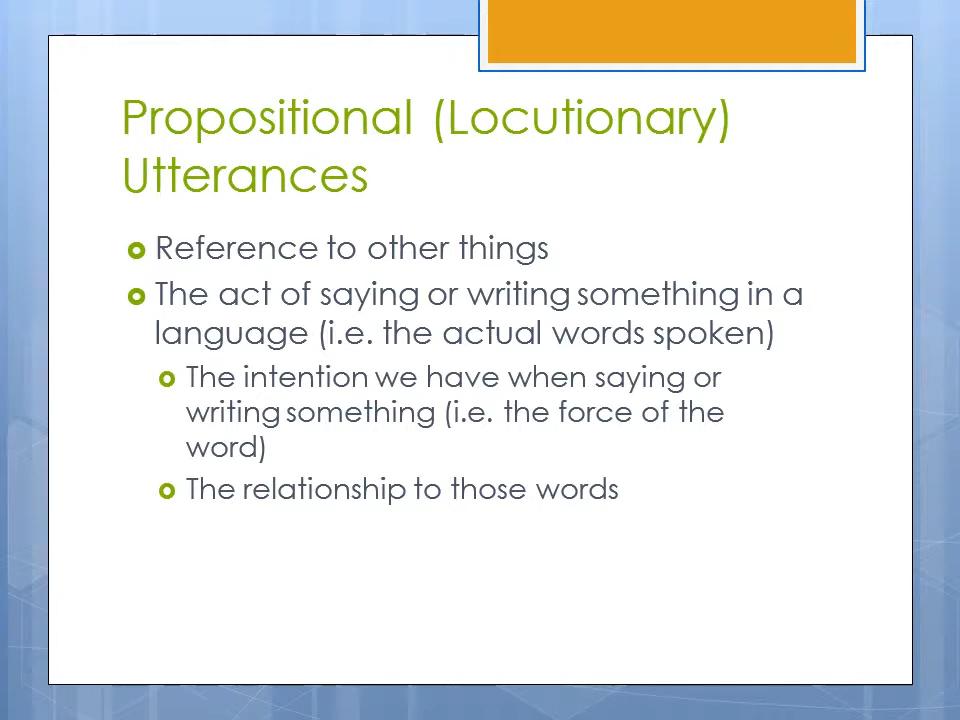 Propositional (Locutionary)
Utterances
Reference to other things
The act of saying or writing something in a
language (i.e. the actual words spoken)
The intention we have when saying or
writing something (i.e. the force of the
word)
The relationship to those words